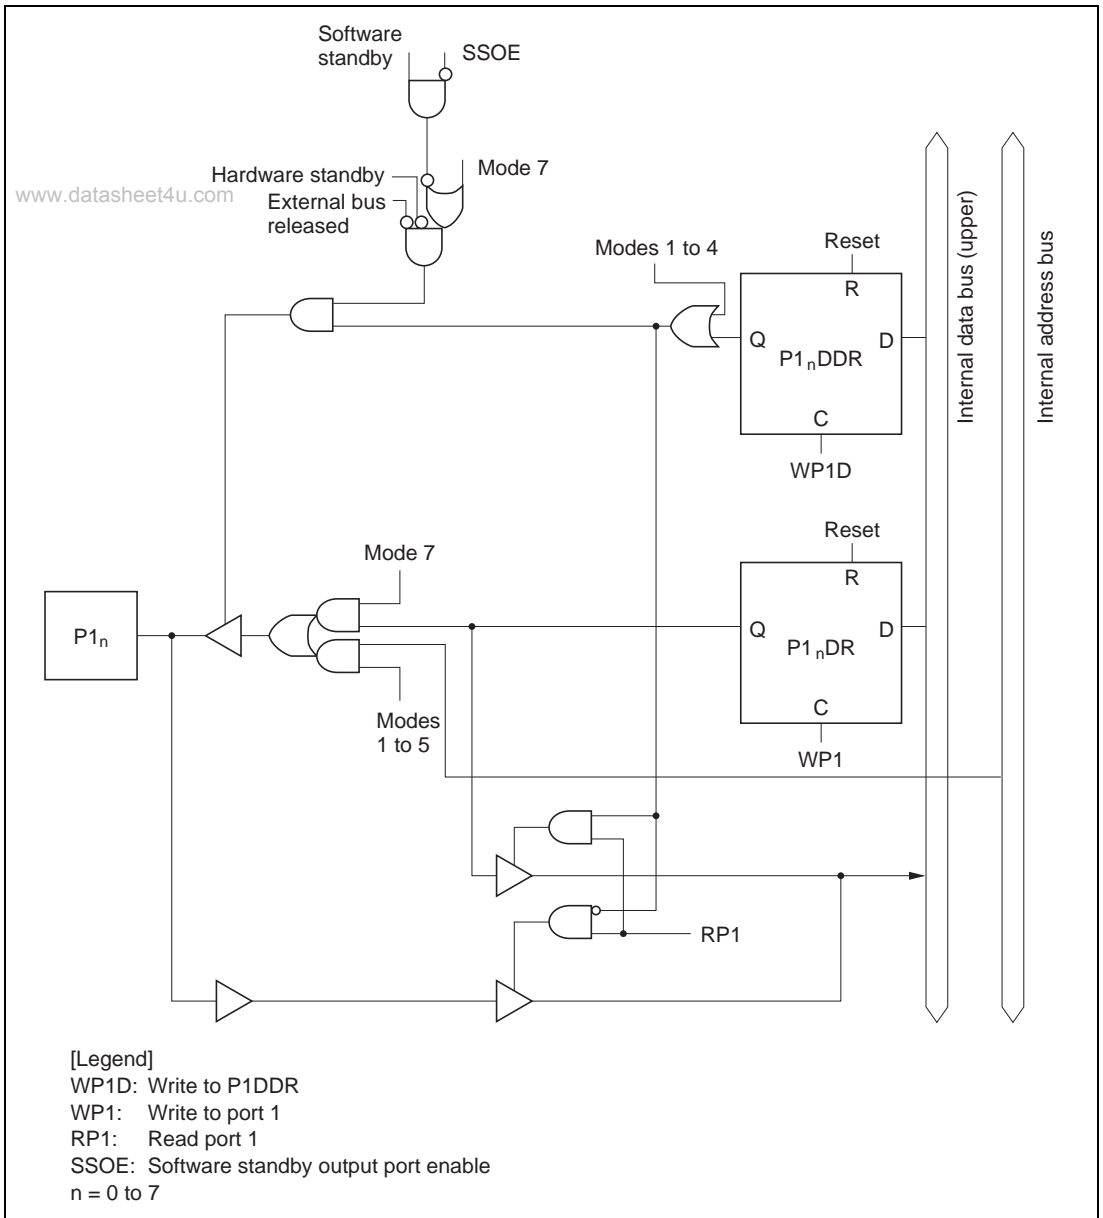 Software
standby
SSOE
Hardware standby
Mode 7
www.datasheet4u.com
External bus
released
Modes 1 to 4
Reset
R
Q
D
P1nDDR
C
WP1D
Internal data bus (upper)
Internal address bus
Reset
Mode 7
R
P1n
Q
D
P1nDR
C
Modes
1 to 5
WP1
RP1
[Legend]
WP1D: Write to P1DDR
WP1: Write to port 1
RP1: Read port 1
SSOE: Software standby output port enable
n = 0 to 7